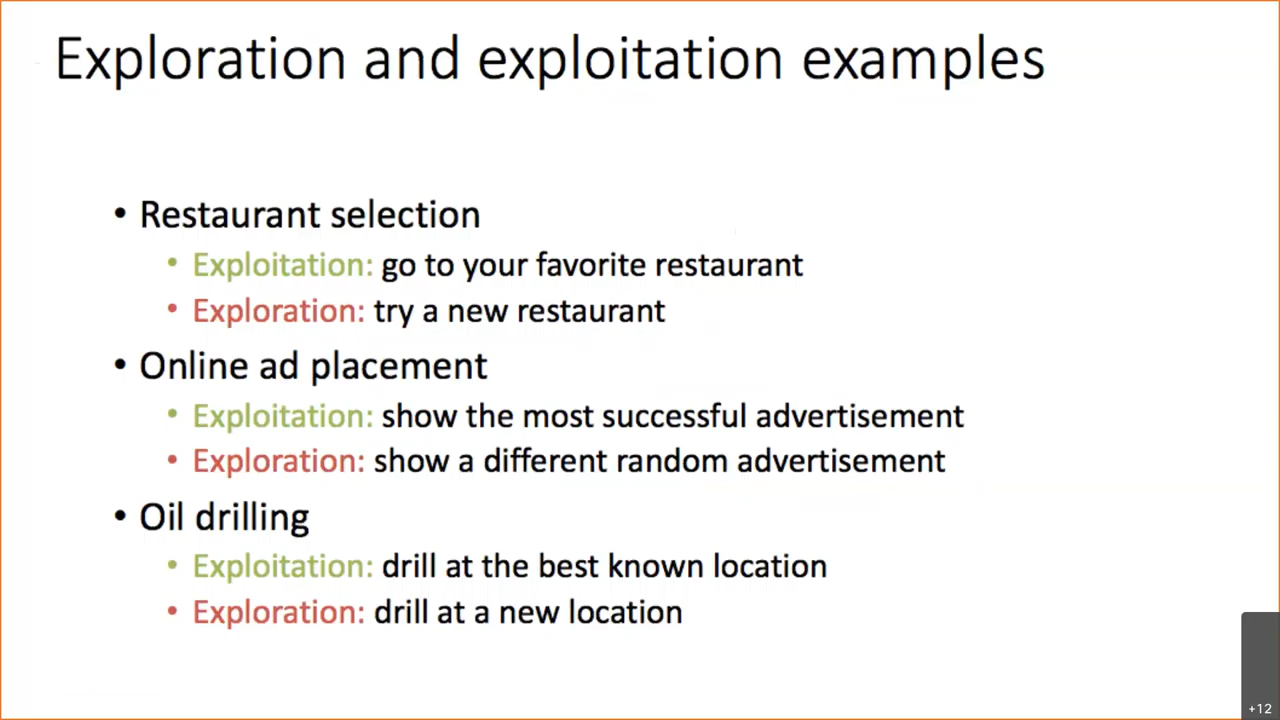 Exploration and exploitation examples
• Restaurant selection
• Exploitation: go to your favorite restaurant
• Exploration: try a new restaurant
• Online ad placement
• Exploitation: show the most successful advertisement
• Exploration: show a different random advertisement
• Oil drilling
• Exploitation: drill at the best known location
• Exploration: drill at a new location
+12